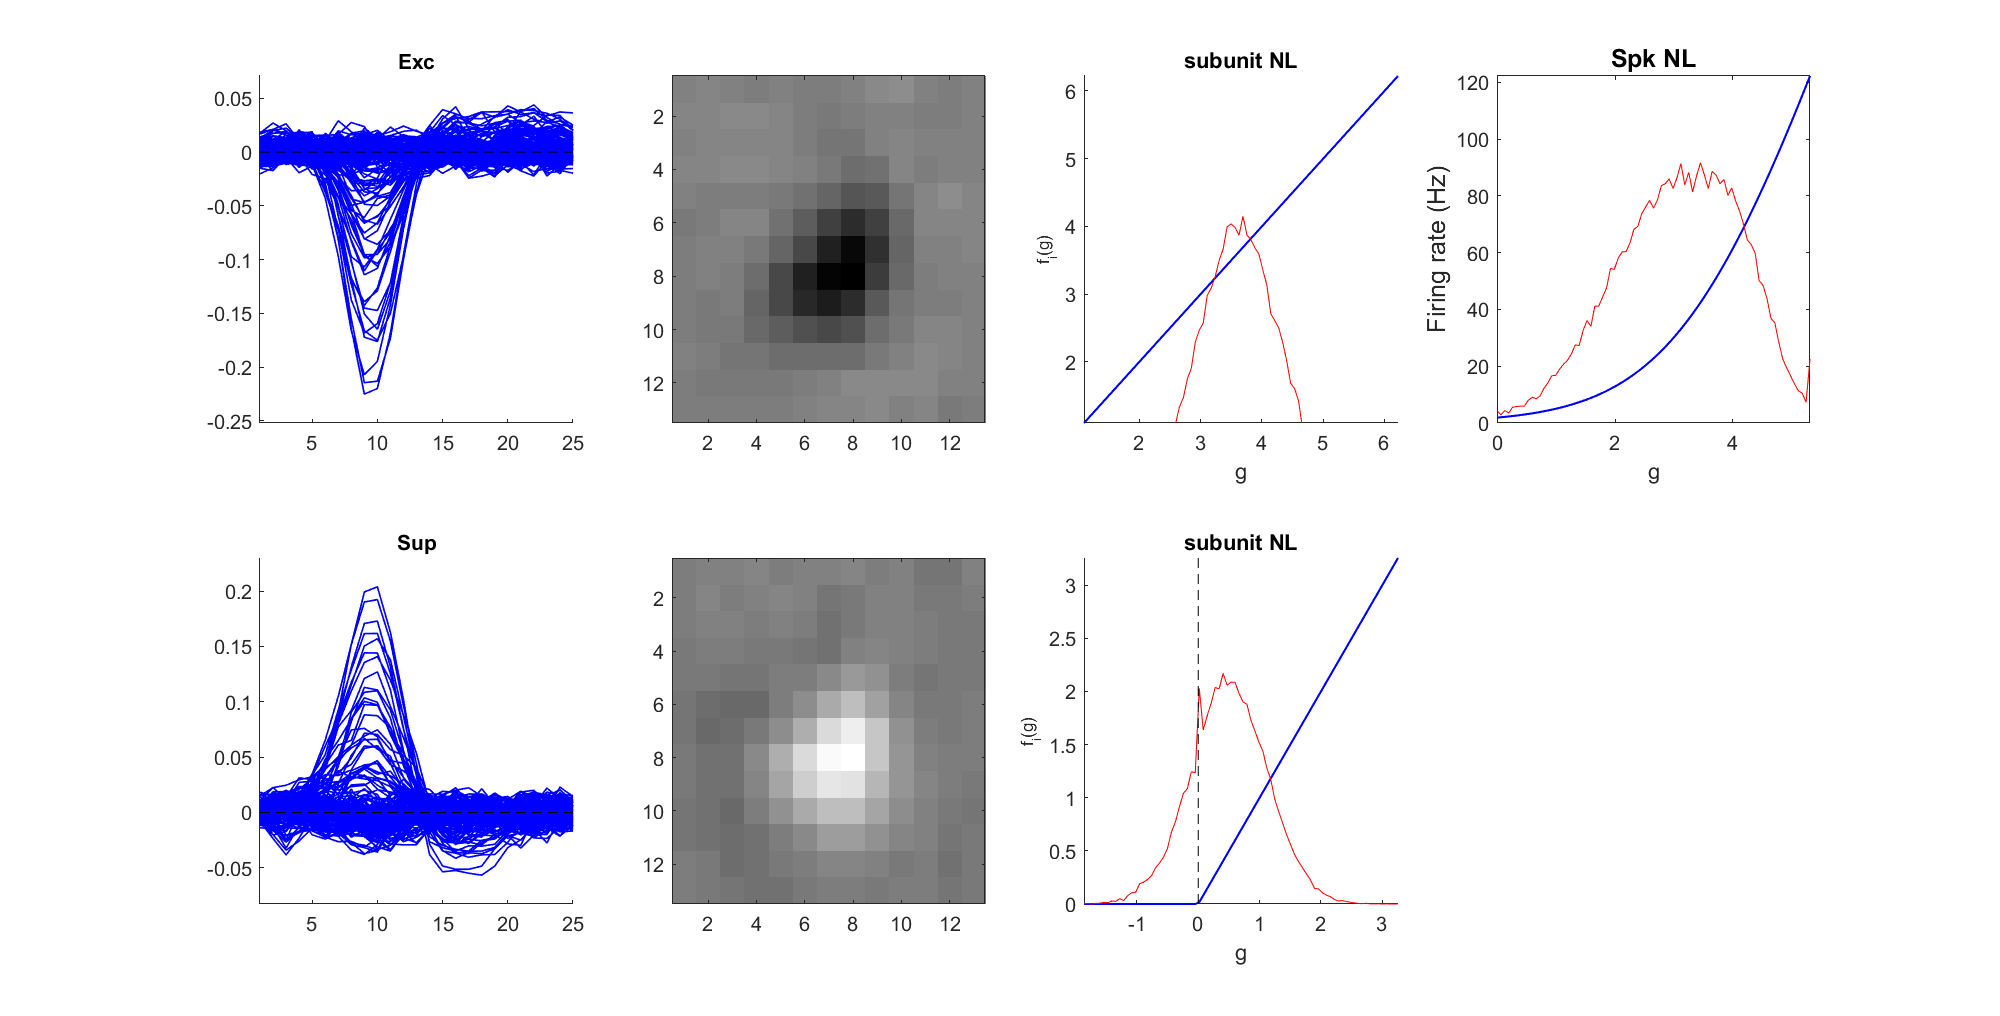 Exc
0.05
0
-0.05
-0.1
-0.15
-0.2
-0.25
5 10 15 20 25
2
4
6
8
10
12
2 4 6 8 10 12
subunit NL
6
5
4
3
2
f_i(g)
2 3 4 5 6
g
Spk NL
120
100
80
60
40
20
0
Firing rate (Hz)
0 2 4
g
Sup
0.2
0.15
0.1
0.05
0
-0.05
5 10 15 20 25
2
4
6
8
10
12
2 4 6 8 10 12
subunit NL
3
2.5
2
1.5
1
0.5
0
f_i(g)
-1 0 1 2 3
g